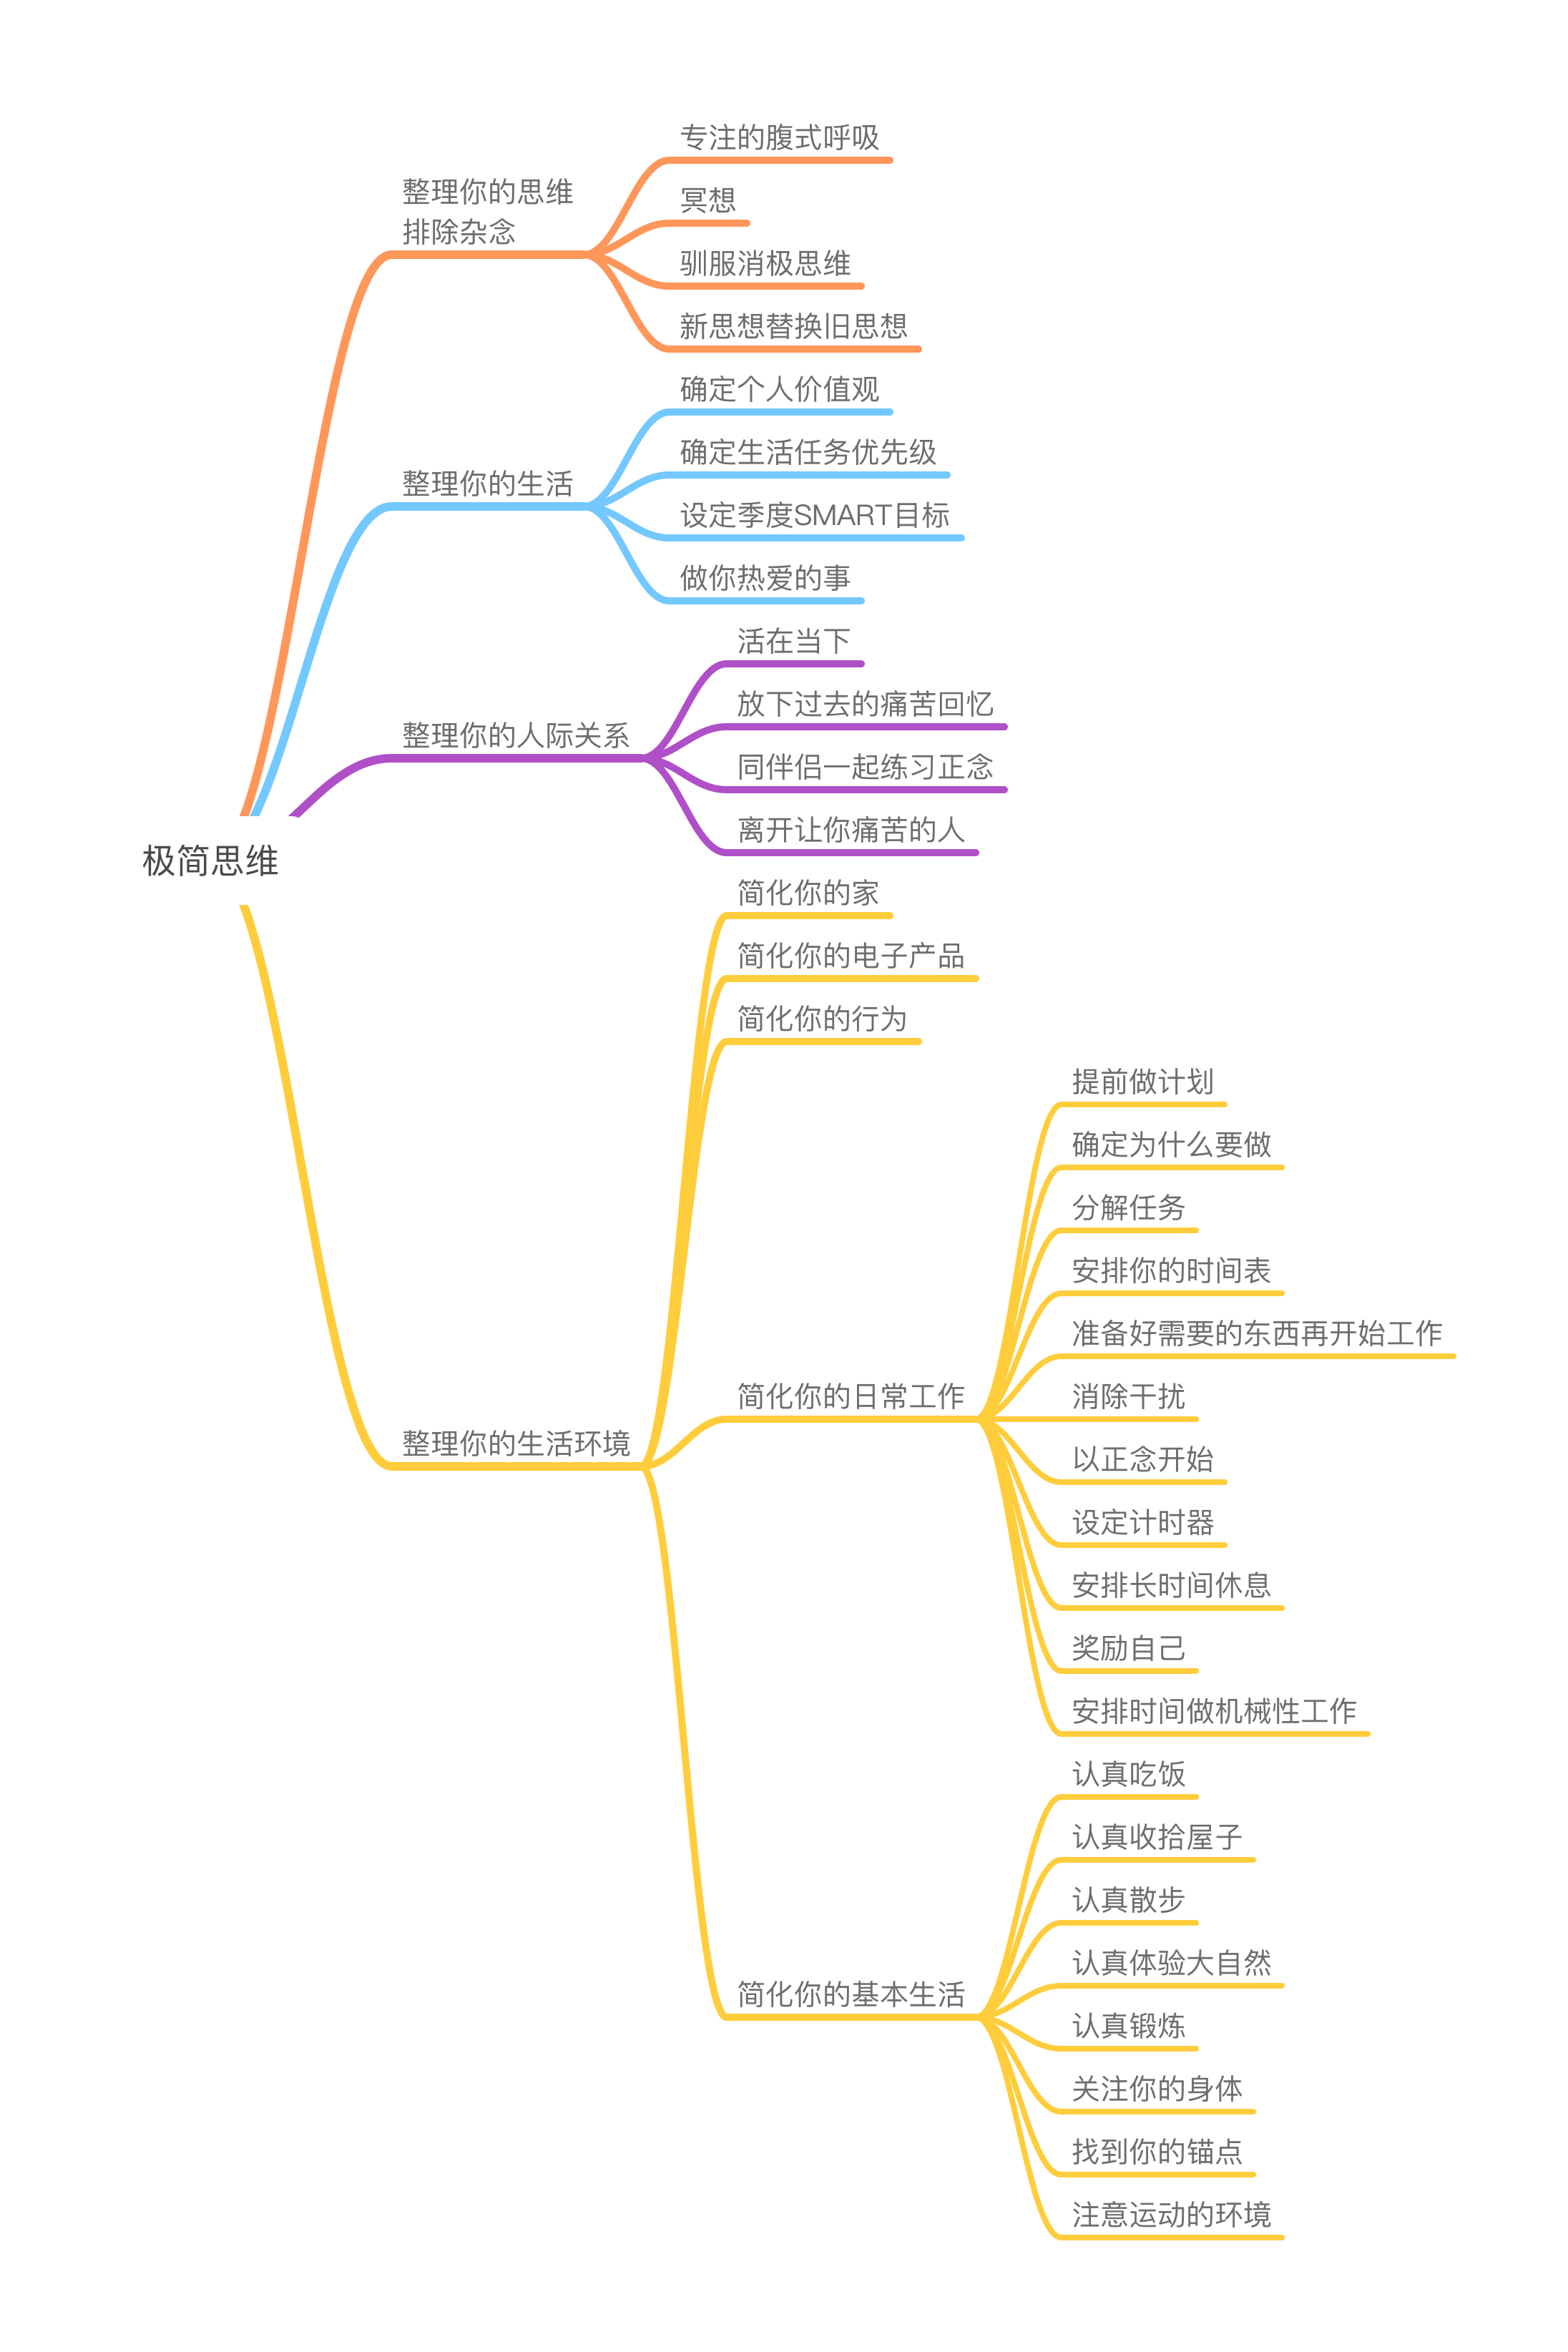 极简思维
整理你的思维
排除杂念
专注的腹式呼吸
冥想
驯服消极思维
新思想替换旧思想
整理你的生活
确定个人价值观
确定生活任务优先级
设定季度SMART目标
做你热爱的事
整理你的人际关系
活在当下
放下过去的痛苦回忆
同伴侣一起练习正念
离开让你痛苦的人
整理你的生活环境
简化你的家
简化你的电子产品
简化你的行为
简化你的日常工作
提前做计划
确定为什么要做
分解任务
安排你的时间表
准备好需要的东西再开始工作
消除干扰
以正念开始
设定计时器
安排长时间休息
奖励自己
安排时间做机械性工作
简化你的基本生活
认真吃饭
认真收拾屋子
认真散步
认真体验大自然
认真锻炼
关注你的身体
找到你的锚点
注意运动的环境